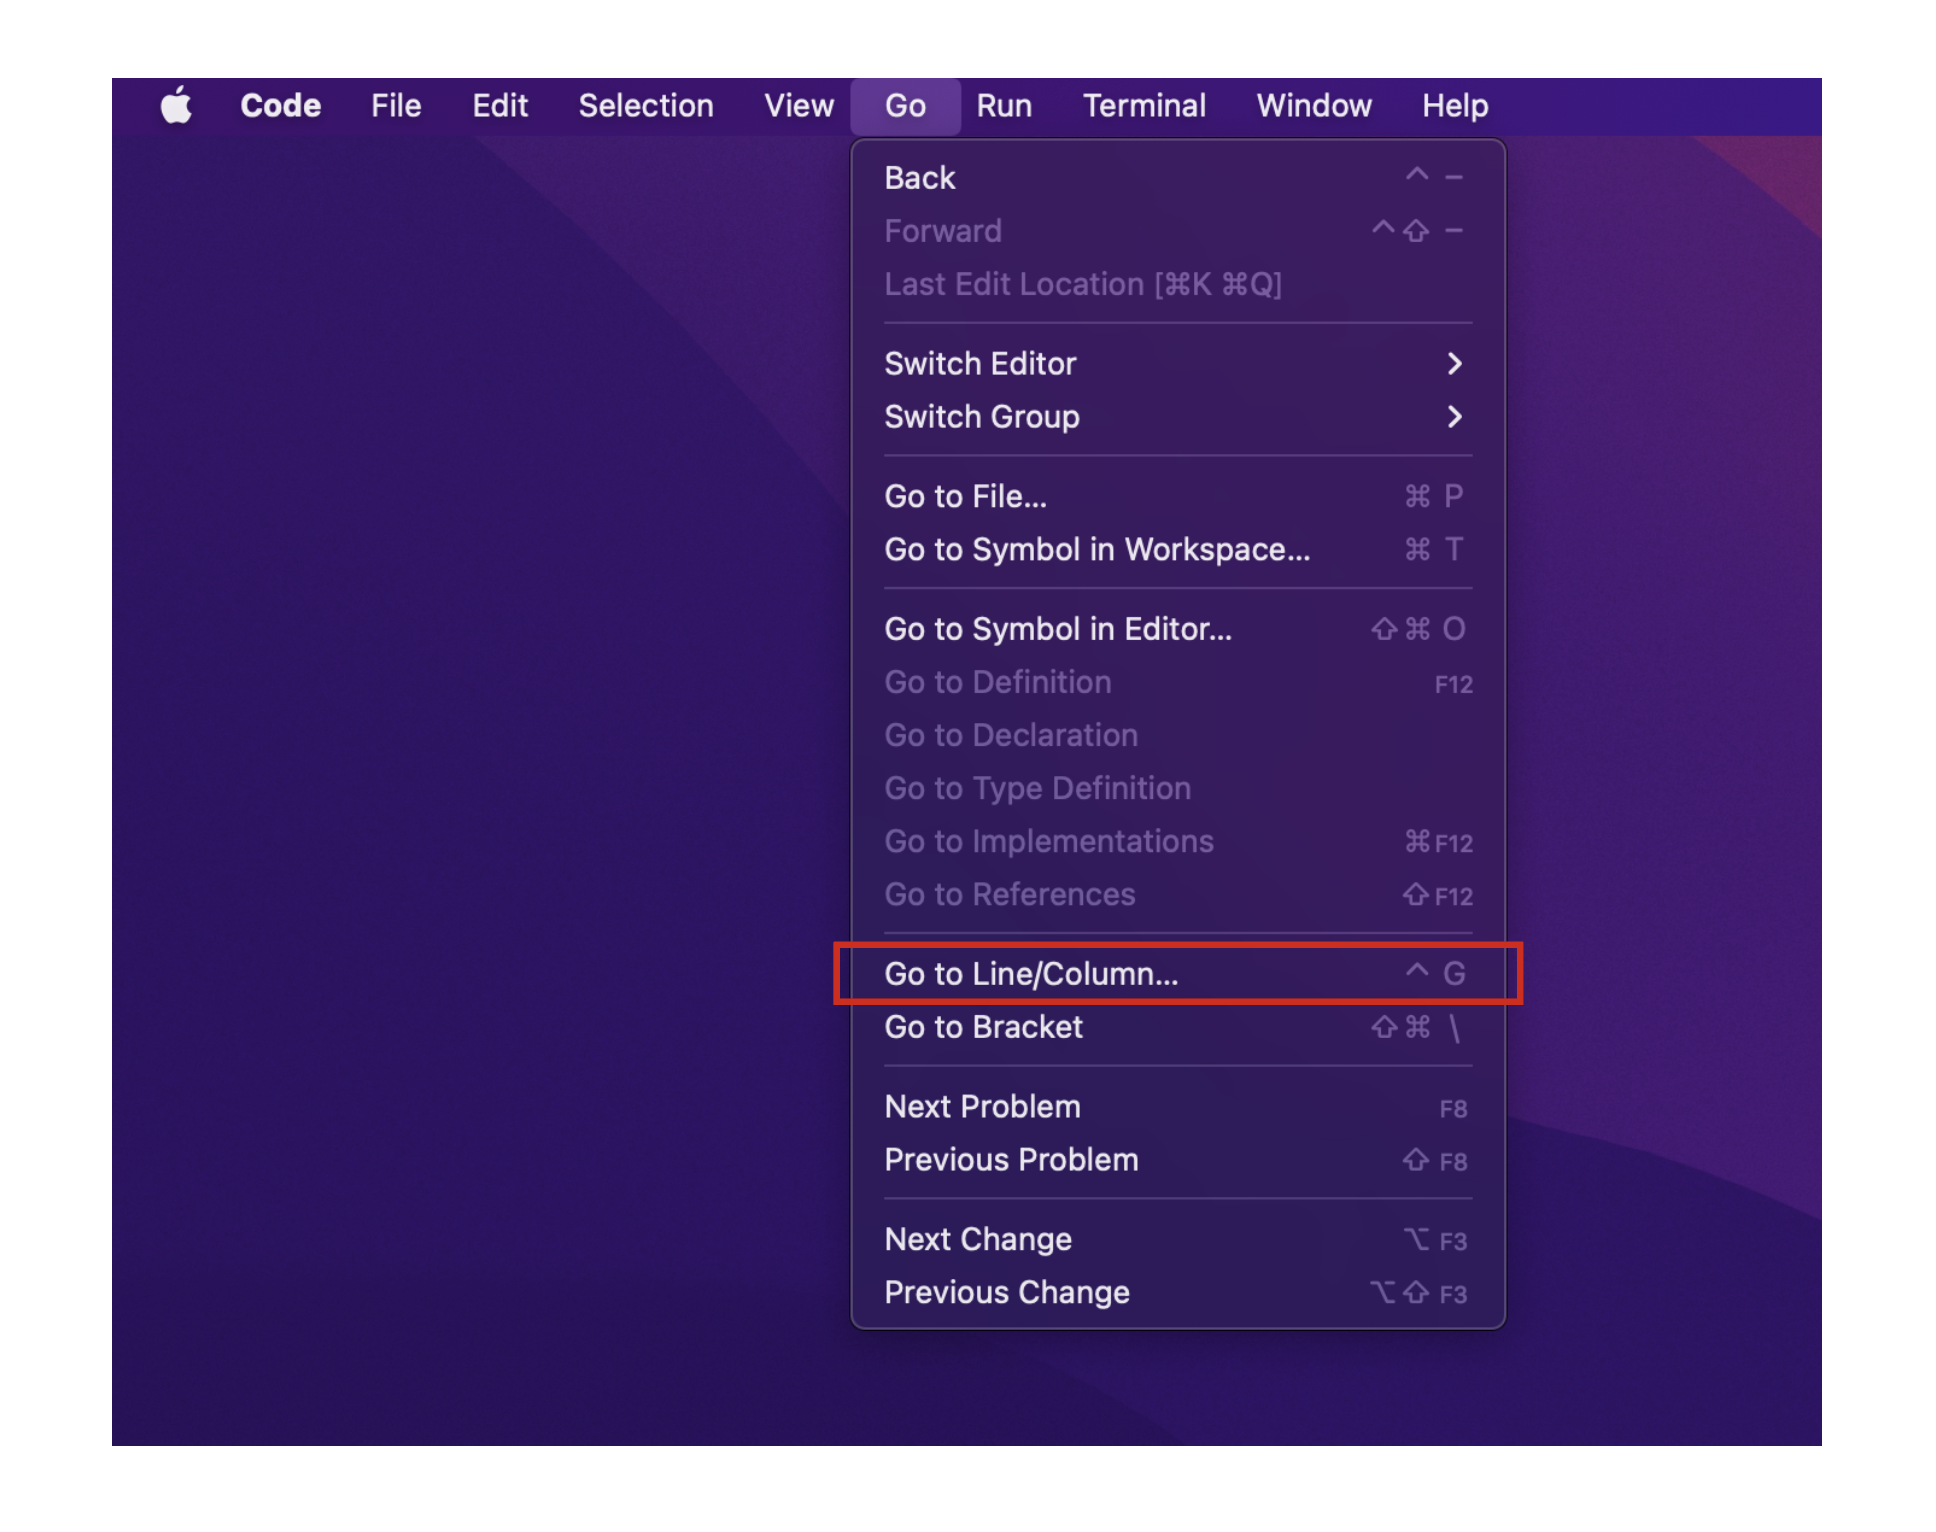 Code File Edit Selection View Go Run Terminal Window Help
Back ^ −
Forward ^⇧ −
Last Edit Location [⌘K ⌘Q]
Switch Editor
Switch Group
Go to File... ⌘ P
Go to Symbol in Workspace... ⌘ T
Go to Symbol in Editor... ⇧⌘ O
Go to Definition F12
Go to Declaration
Go to Type Definition
Go to Implementations ⌘F12
Go to References ⇧F12
Go to Line/Column... ^ G
Go to Bracket ⇧⌘ \
Next Problem F8
Previous Problem ⇧ F8
Next Change ⌥ F3
Previous Change ⌥⇧ F3